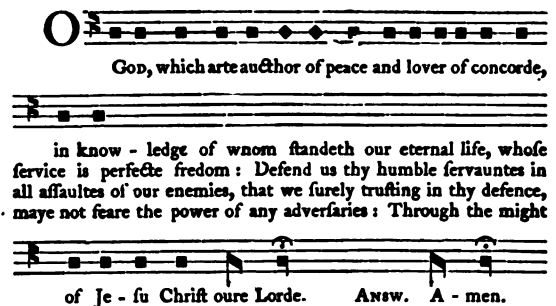 O
GOD, which arte aucthor of peace and lover of concorde,
in know - ledge of wnom ſtandeth our eternal life, whoſe
ſervice is perfecte fredom : Defend us thy humble ſervauntes in
all aſſaultes of our enemies, that we ſurely truſting in thy defence,
maye not feare the power of any adverſaries : Through the might
of Je - ſu Chriſt oure Lorde. ANSW. A - men.